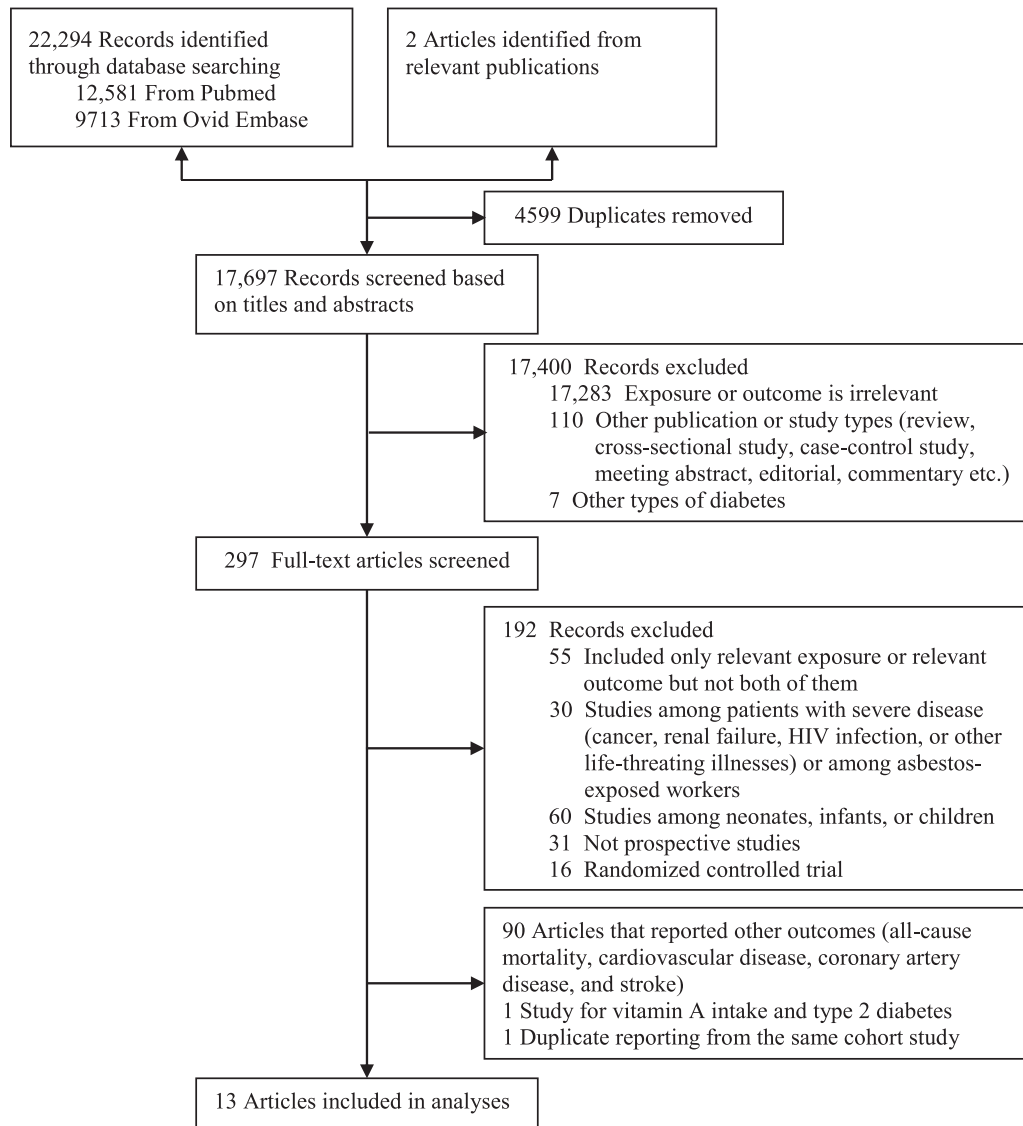 22,294 Records identified
through database searching
12,581 From Pubmed
9713 From Ovid Embase
2 Articles identified from
relevant publications
4599 Duplicates removed
17,697 Records screened based
on titles and abstracts
17,400 Records excluded
17,283 Exposure or outcome is irrelevant
110 Other publication or study types (review,
cross-sectional study, case-control study,
meeting abstract, editorial, commentary etc.)
7 Other types of diabetes
297 Full-text articles screened
192 Records excluded
55 Included only relevant exposure or relevant
outcome but not both of them
30 Studies among patients with severe disease
(cancer, renal failure, HIV infection, or other
life-threating illnesses) or among asbestos-
exposed workers
60 Studies among neonates, infants, or children
31 Not prospective studies
16 Randomized controlled trial
90 Articles that reported other outcomes (all-cause
mortality, cardiovascular disease, coronary artery
disease, and stroke)
1 Study for vitamin A intake and type 2 diabetes
1 Duplicate reporting from the same cohort study
13 Articles included in analyses